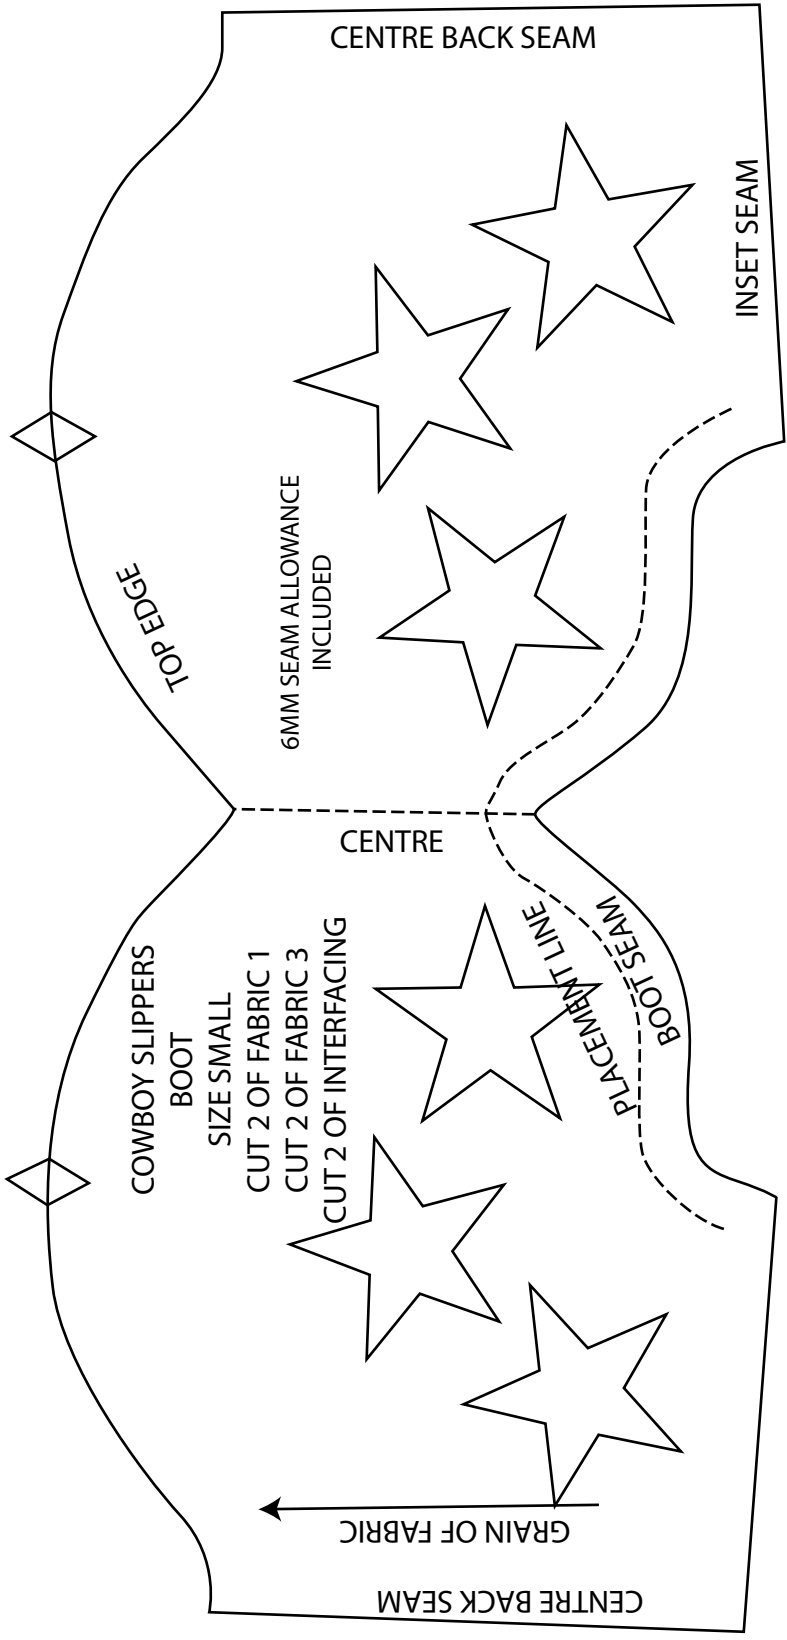 CENTRE BACK SEAM
INSET SEAM
TOP EDGE
6MM SEAM ALLOWANCE
INCLUDED
CENTRE
COWBOY SLIPPERS
BOOT
SIZE SMALL
CUT 2 OF FABRIC 1
CUT 2 OF FABRIC 3
CUT 2 OF INTERFACING
PLACEMENT LINE
BOOT SEAM
GRAIN OF FABRIC
CENTRE BACK SEAM